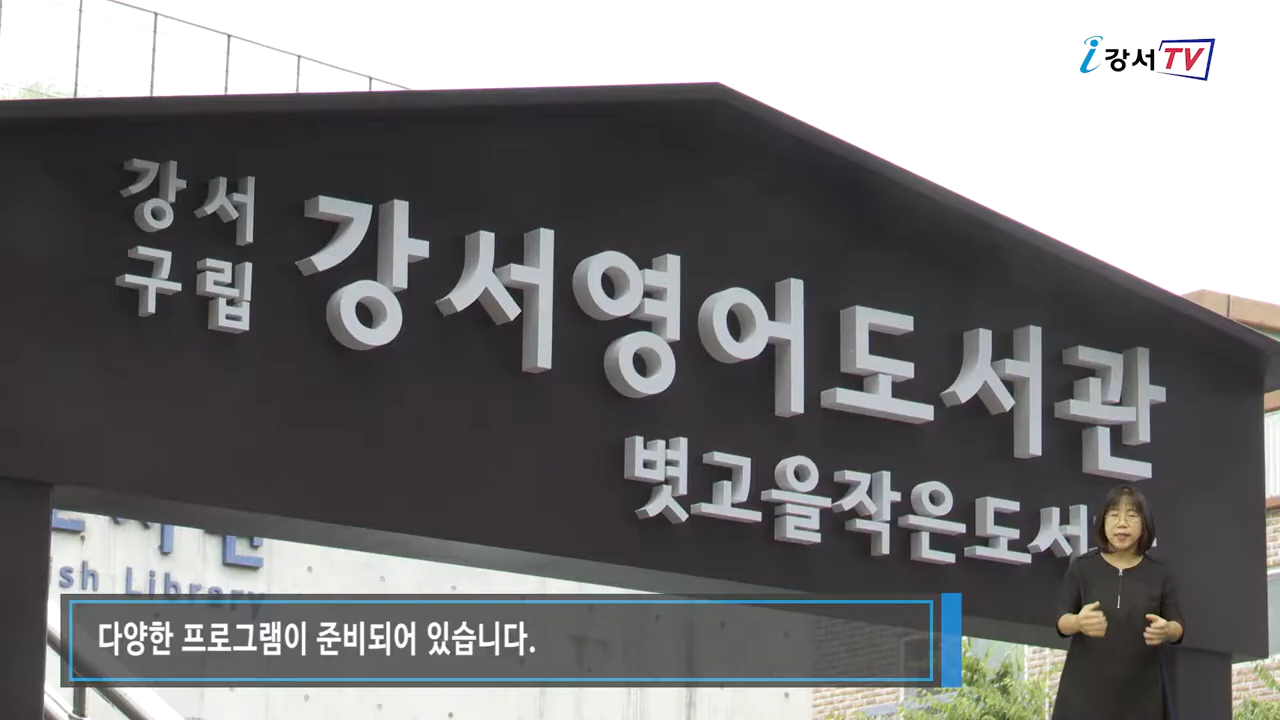 i강서TV
강서
구립
강서영어도서관
볏고을작은도서
sh Library
다양한 프로그램이 준비되어 있습니다.